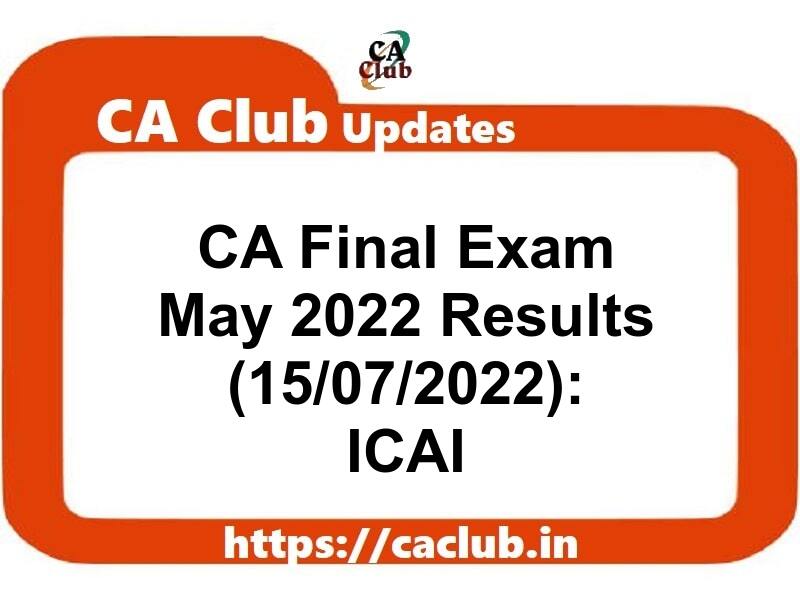 CA
Club
CA Club Updates
CA Final Exam
May 2022 Results
(15/07/2022):
ICAI
https://caclub.in